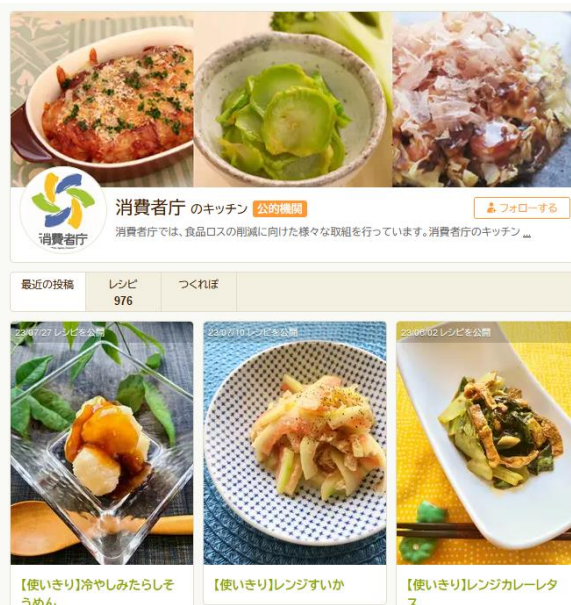 消費者庁
消費者庁 のキッチン 公的機関
フォローする
消費者庁では、食品ロスの削減に向けた様々な取組を行っています。消費者庁のキッチン ...
最近の投稿
レシピ
976
つくれぽ
23/07/27 レシピを公開
23/07/10 レシピを公開
23/06/02 レシピを公開
【使いきり】冷やしみたらしそ
うめん
【使いきり】レンジすいか
【使いきり】レンジカレーレタ
ス